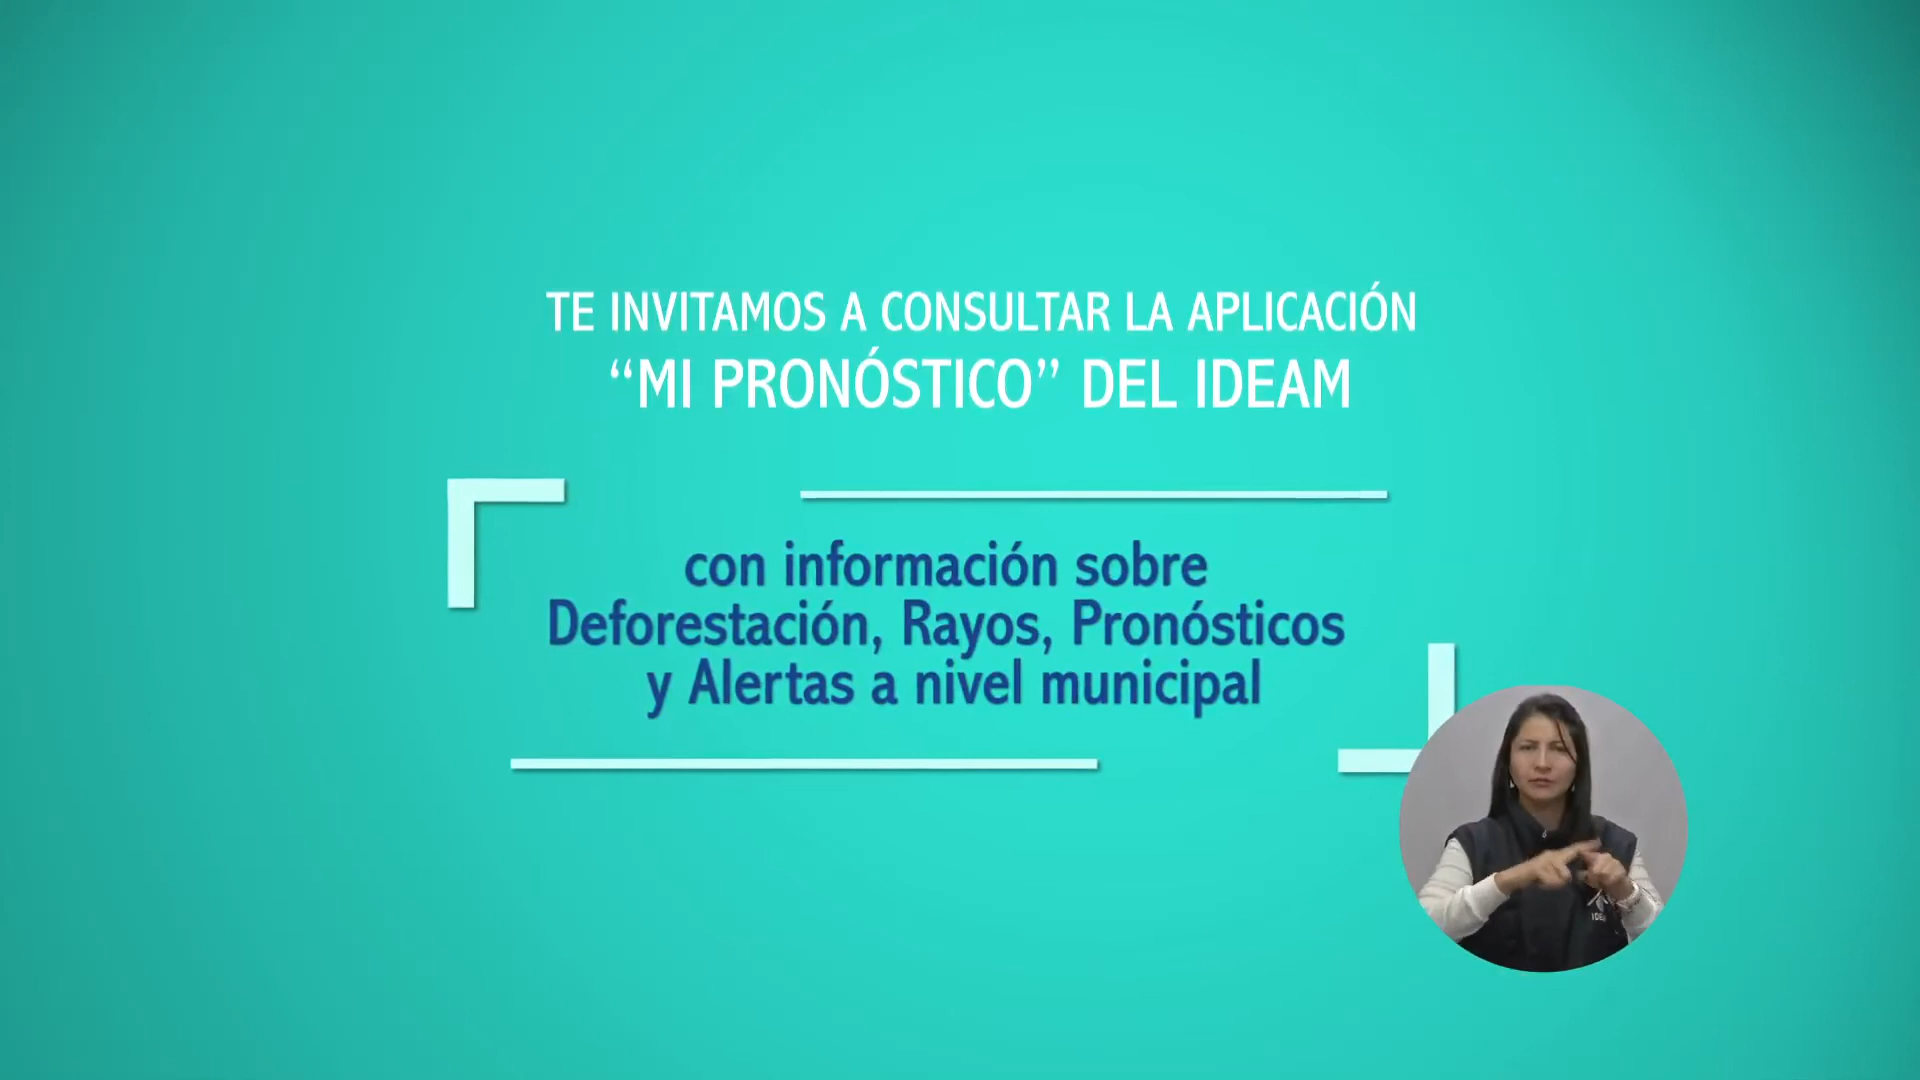 TE INVITAMOS A CONSULTAR LA APLICACIÓN
“MI PRONÓSTICO” DEL IDEAM
con información sobre
Deforestación, Rayos, Pronósticos
y Alertas a nivel municipal